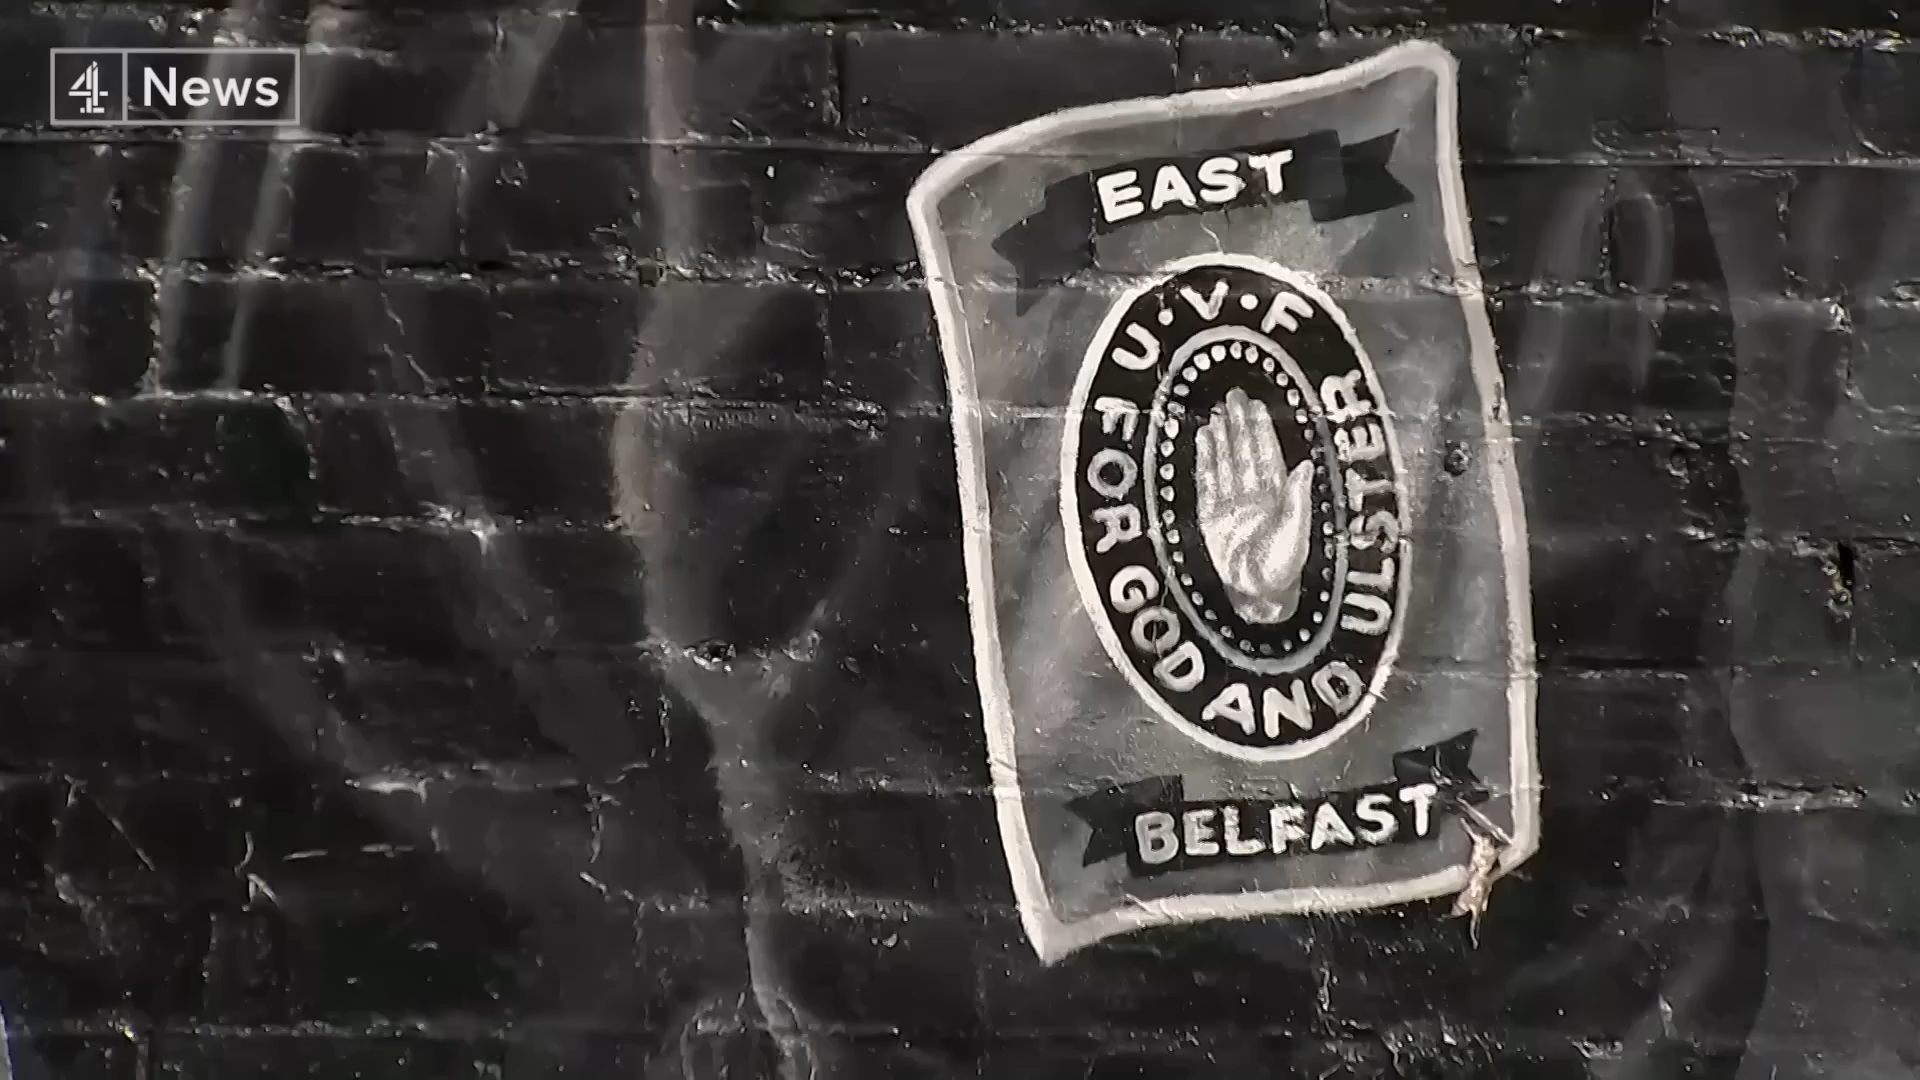 4 News
EAST
U·V·F
FOR GOD AND ULSTER
BELFAST